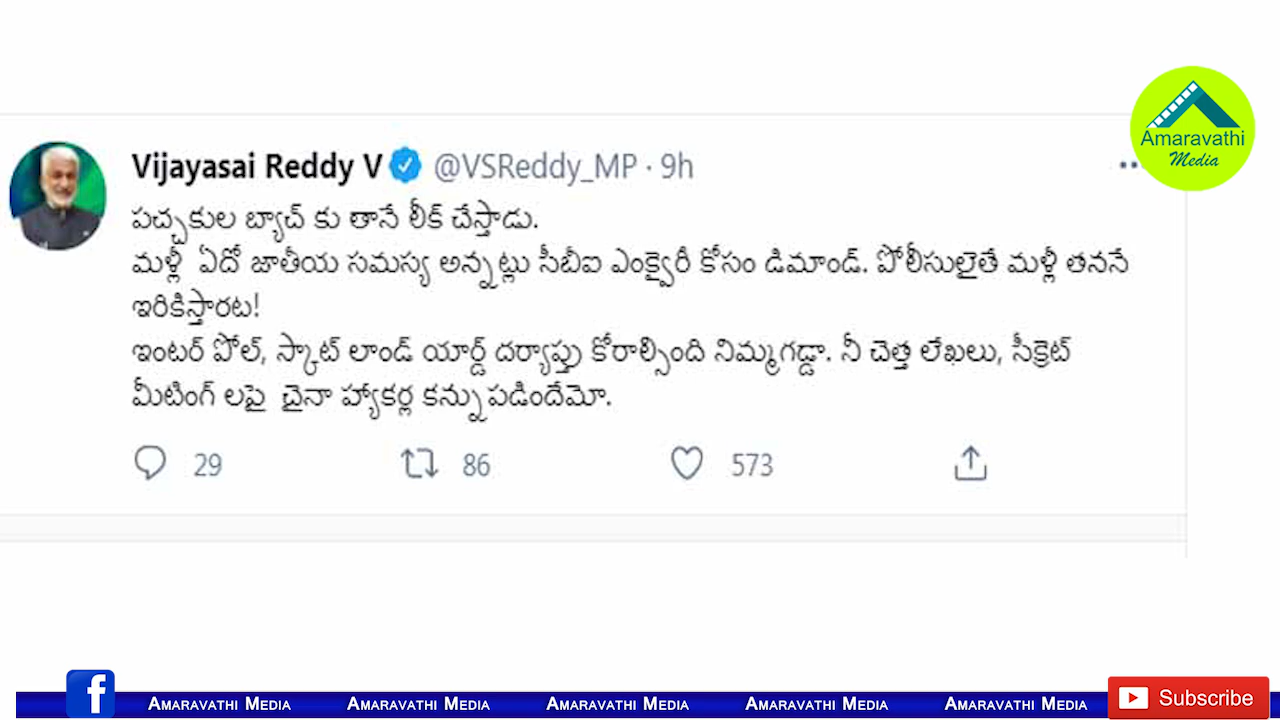 Amaravathi
Media
Vijayasai Reddy V @VSReddy_MP · 9h
పచ్చకుల బ్యాచ్ కు తానే లీక్ చేస్తాడు.
మళ్లీ ఏదో జాతీయ సమస్య అన్నట్లు సీబీఐ ఎంక్వైరీ కోసం డిమాండ్. పోలీసులైతే మళ్లీ తననే
ఇరికిస్తారట!
ఇంటర్ పోల్, స్కాట్ లాండ్ యార్డ్ దర్యాప్తు కోరాల్సింది నిమ్మగడ్డా. నీ చెత్త లేఖలు, సీక్రెట్
మీటింగ్ లపై చైనా హ్యాకర్ల కన్ను పడిందేమో.
29 86 573
f Amaravathi Media Amaravathi Media Amaravathi Media Amaravathi Media Amaravathi Media Subscribe